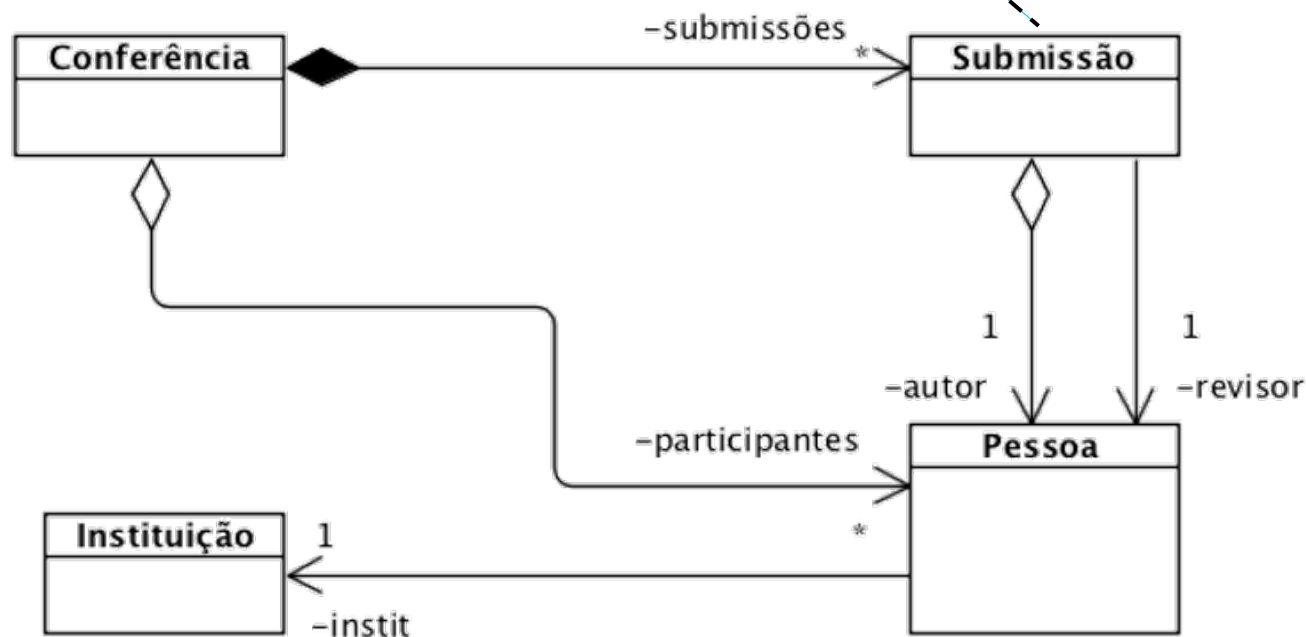 -submissões
Conferência
*
Submissão
1
1
-autor
-revisor
-participantes
Pessoa
*
Instituição
1
-instit